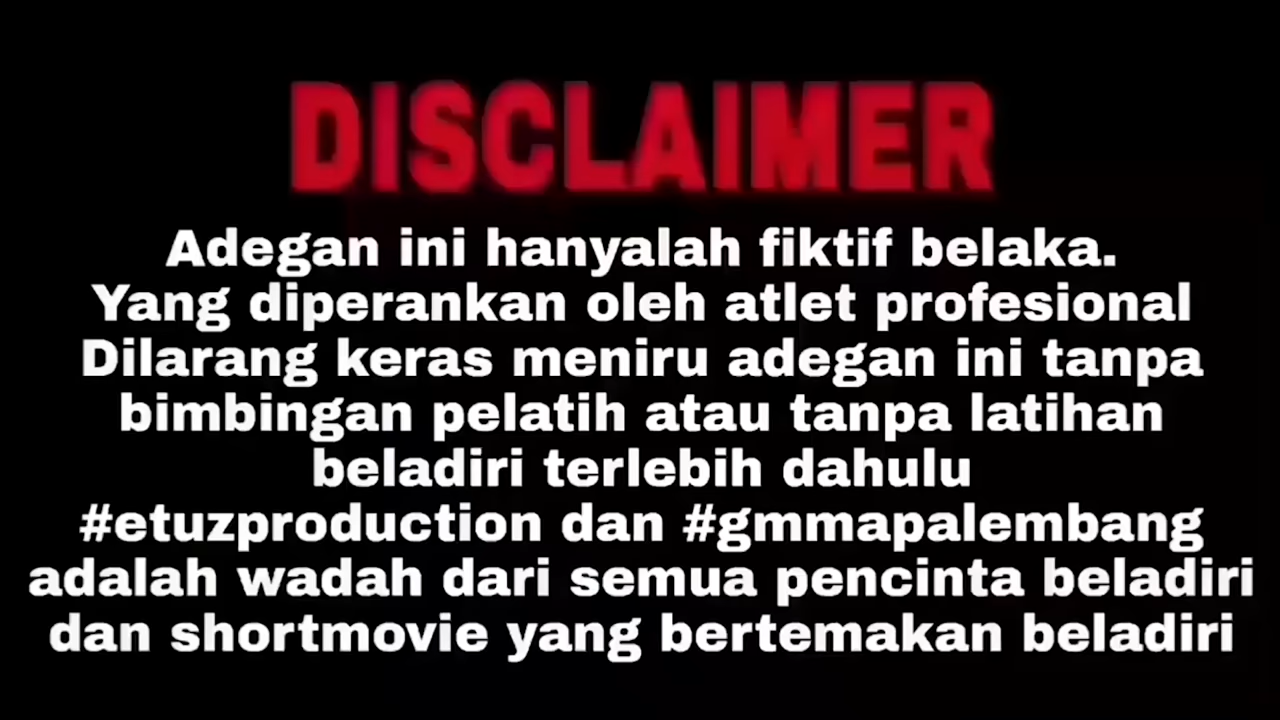 DISCLAIMER
Adegan ini hanyalah fiktif belaka.
Yang diperankan oleh atlet profesional
Dilarang keras meniru adegan ini tanpa
bimbingan pelatih atau tanpa latihan
beladiri terlebih dahulu
#etuzproduction dan #gmmapalembang
adalah wadah dari semua pencinta beladiri
dan shortmovie yang bertemakan beladiri